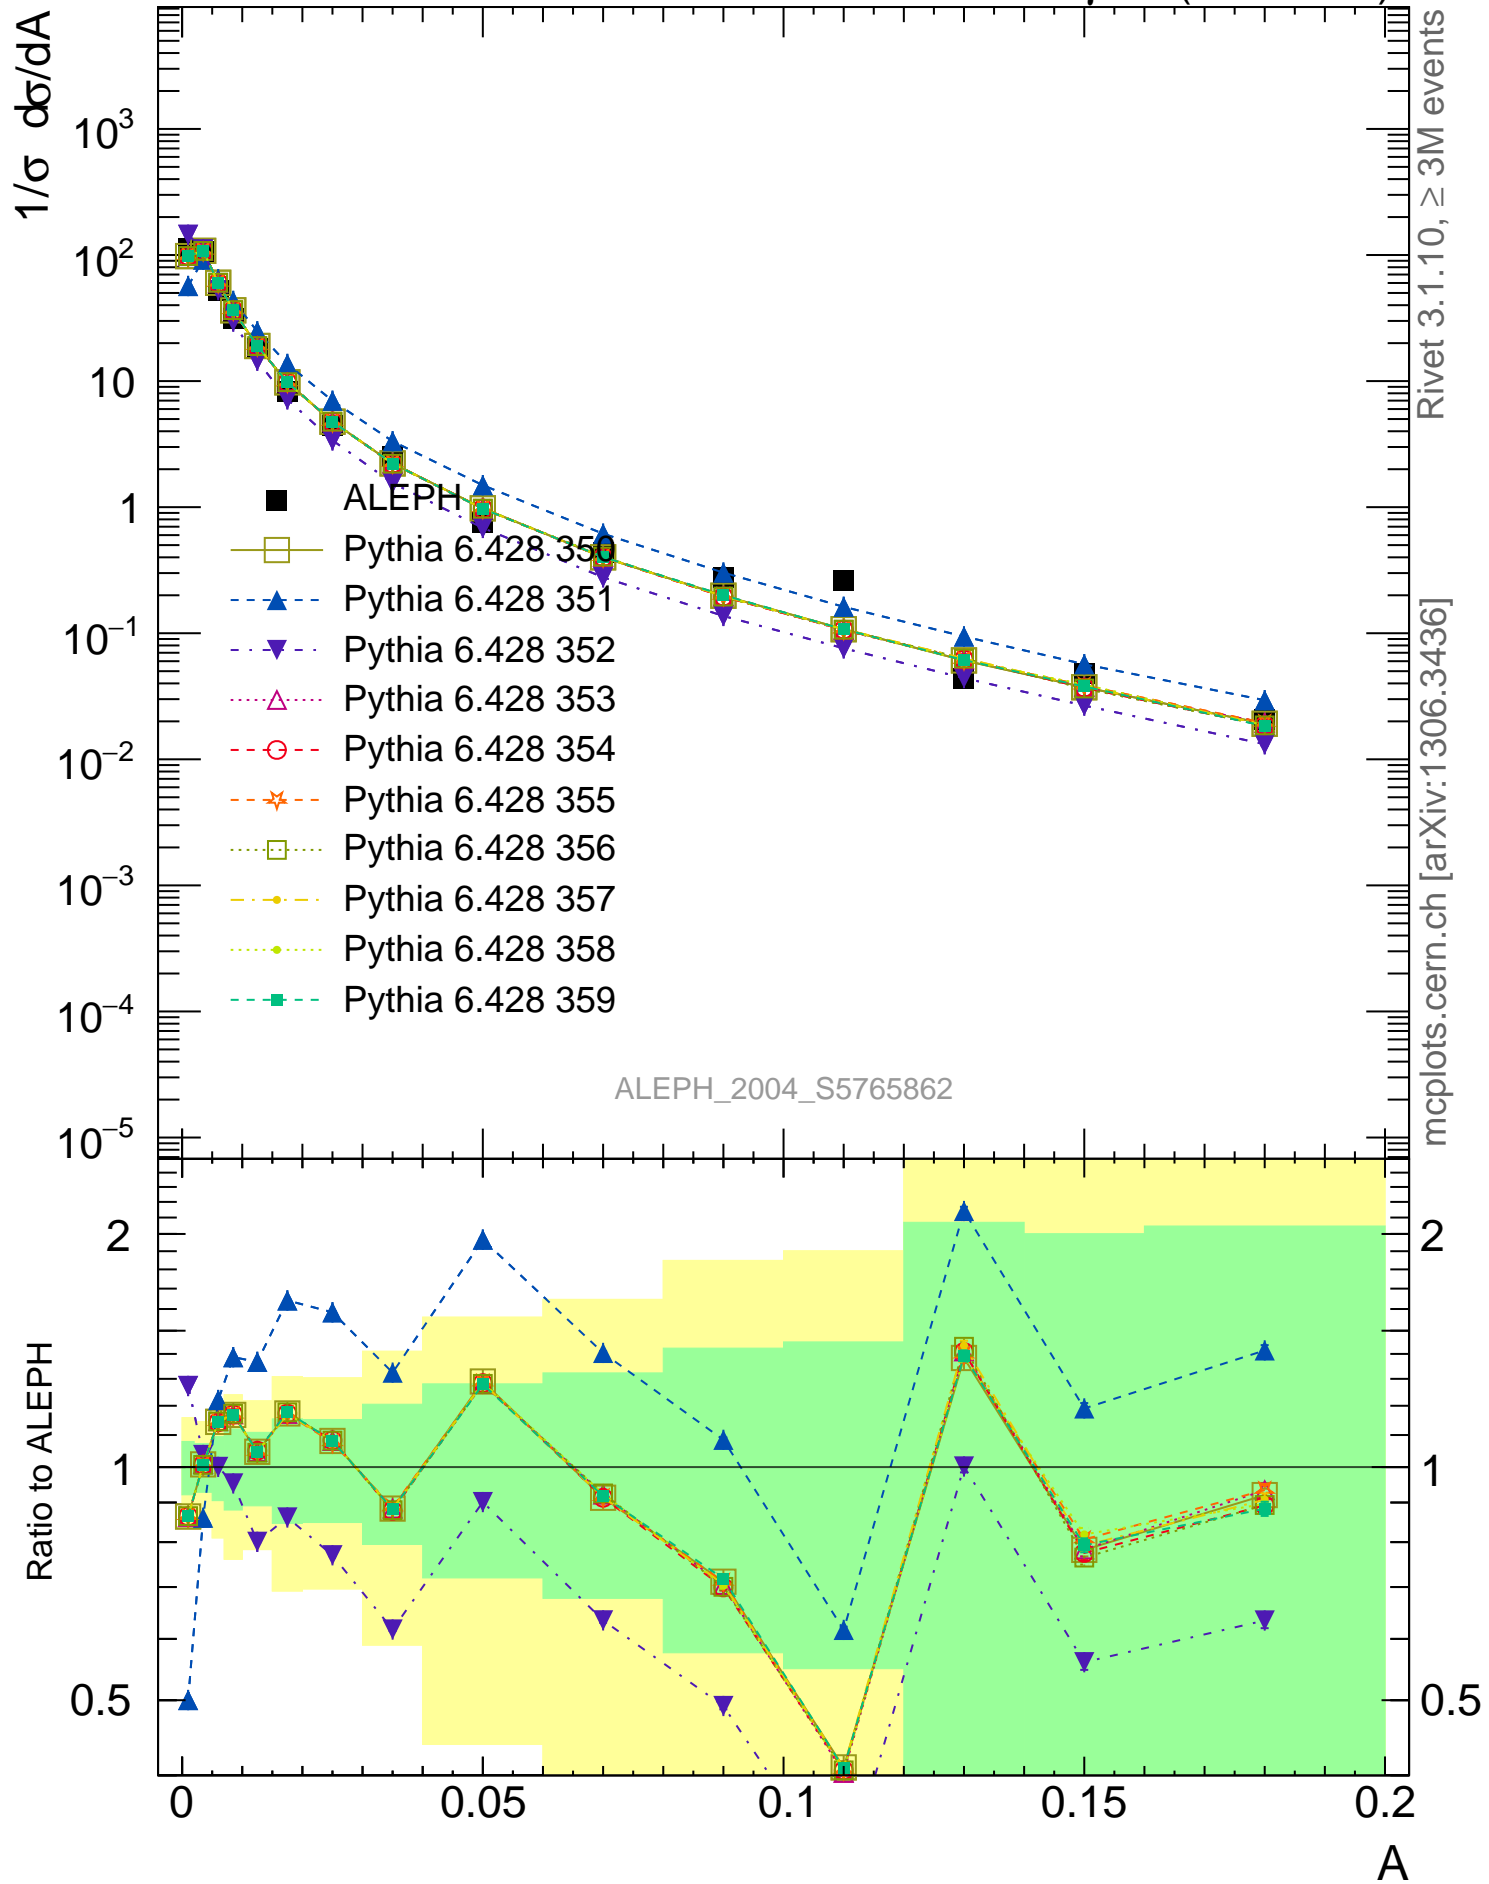 1/σ dσ/dA
10³
10²
10
1
10⁻¹
10⁻²
10⁻³
10⁻⁴
10⁻⁵
ALEPH
Pythia 6.428 350
Pythia 6.428 351
Pythia 6.428 352
Pythia 6.428 353
Pythia 6.428 354
Pythia 6.428 355
Pythia 6.428 356
Pythia 6.428 357
Pythia 6.428 358
Pythia 6.428 359
ALEPH_2004_S5765862
Rivet 3.1.10, ≥ 3M events
mcplots.cern.ch [arXiv:1306.3436]
Ratio to ALEPH
2
1
0.5
2
1
0.5
0 0.05 0.1 0.15 0.2
A